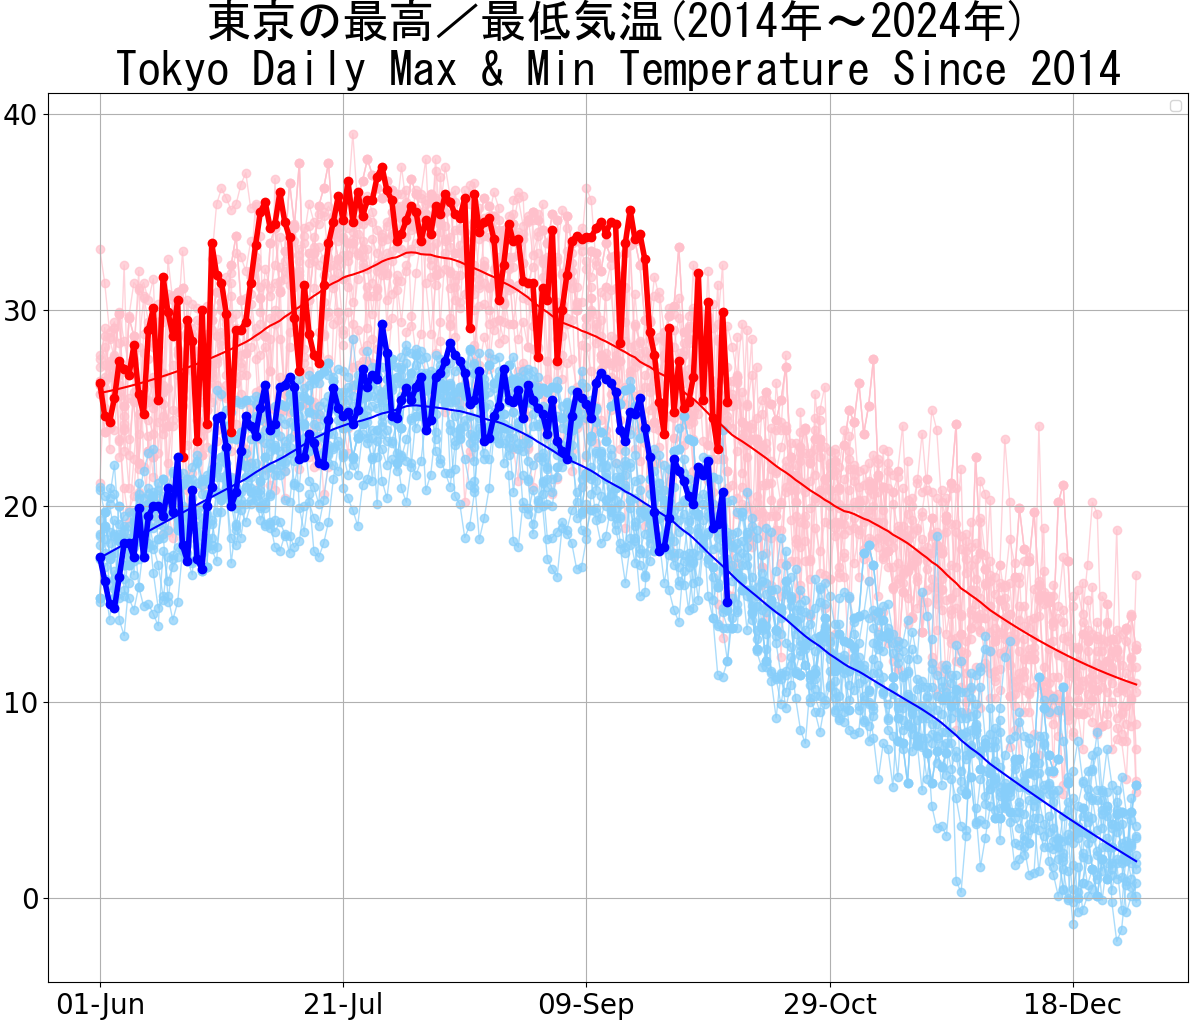 東京の最高／最低気温(2014年～2024年)
Tokyo Daily Max & Min Temperature Since 2014
40
30
20
10
0
01-Jun 21-Jul 09-Sep 29-Oct 18-Dec